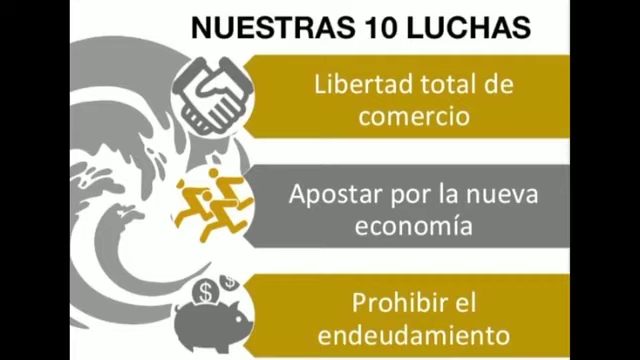 NUESTRAS 10 LUCHAS
Libertad total de
comercio
Apostar por la nueva
economía
$ $
Prohibir el
endeudamiento